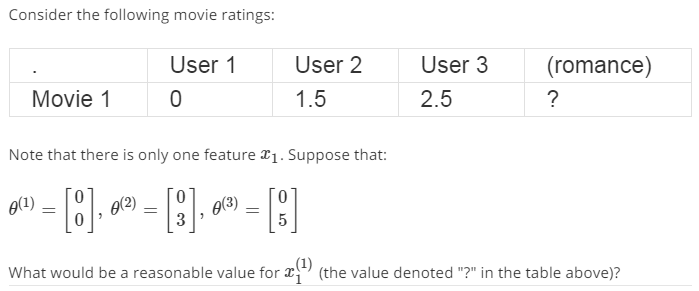 Consider the following movie ratings:
. User 1 User 2 User 3 (romance)
Movie 1 0 1.5 2.5 ?
Note that there is only one feature x₁. Suppose that:
θ⁽¹⁾ = [0 0], θ⁽²⁾ = [0 3], θ⁽³⁾ = [0 5]
What would be a reasonable value for x₁⁽¹⁾ (the value denoted "?" in the table above)?